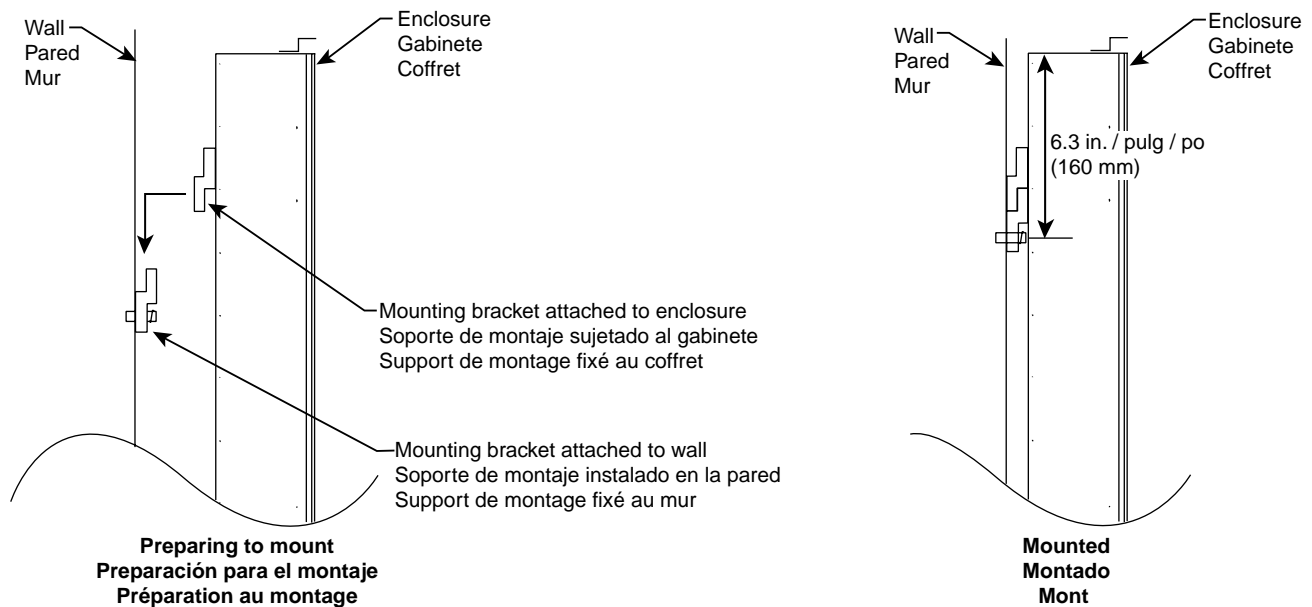 Wall
Pared
Mur
Enclosure
Gabinete
Coffret
Mounting bracket attached to enclosure
Soporte de montaje sujetado al gabinete
Support de montage fixé au coffret
Mounting bracket attached to wall
Soporte de montaje instalado en la pared
Support de montage fixé au mur
Preparing to mount
Preparación para el montaje
Préparation au montage
Wall
Pared
Mur
Enclosure
Gabinete
Coffret
6.3 in. / pulg / po
(160 mm)
Mounted
Montado
Mont